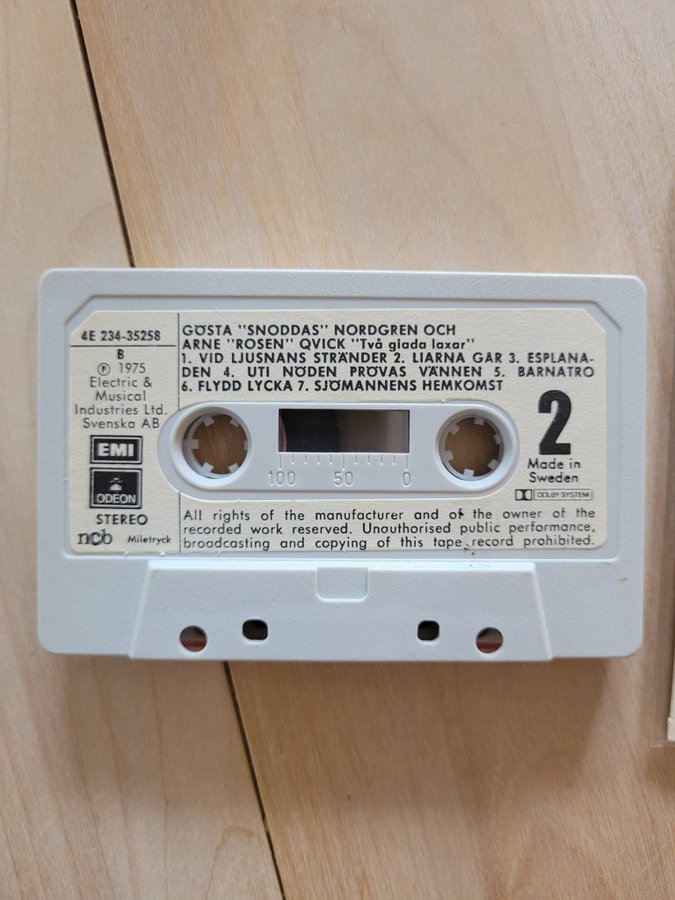 4E 234-35258
B
℗ 1975
Electric &
Musical
Industries Ltd.
Svenska AB
EMI
ODEON
STEREO
ncb Miletryck
GÖSTA "SNODDAS" NORDGREN OCH
ARNE "ROSEN" QVICK "Två glada laxar"
1. VID LJUSNANS STRÄNDER 2. LIARNA GÅR 3. ESPLANA-
DEN 4. UTI NÖDEN PRÖVAS VÄNNEN 5. BARNATRO
6. FLYDD LYCKA 7. SJÖMANNENS HEMKOMST
100 50 0
2
Made in
Sweden
DOLBY SYSTEM
All rights of the manufacturer and of the owner of the
recorded work reserved. Unauthorised public performance,
broadcasting and copying of this tape record prohibited.